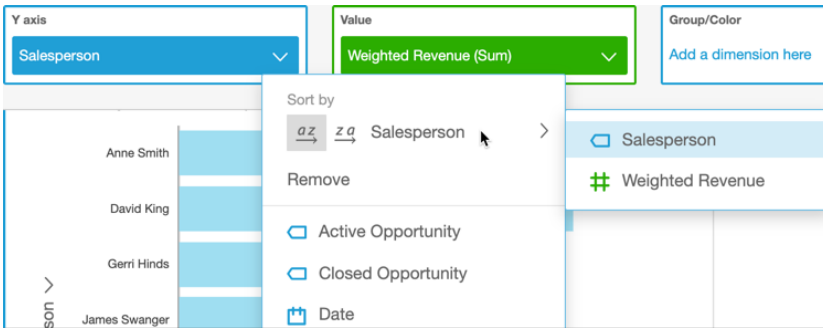 Y axis
Value
Group/Color
Salesperson
Weighted Revenue (Sum)
Add a dimension here
Sort by
az za Salesperson
Salesperson
Weighted Revenue
Remove
Active Opportunity
Closed Opportunity
Date
Anne Smith
David King
Gerri Hinds
James Swanger
son